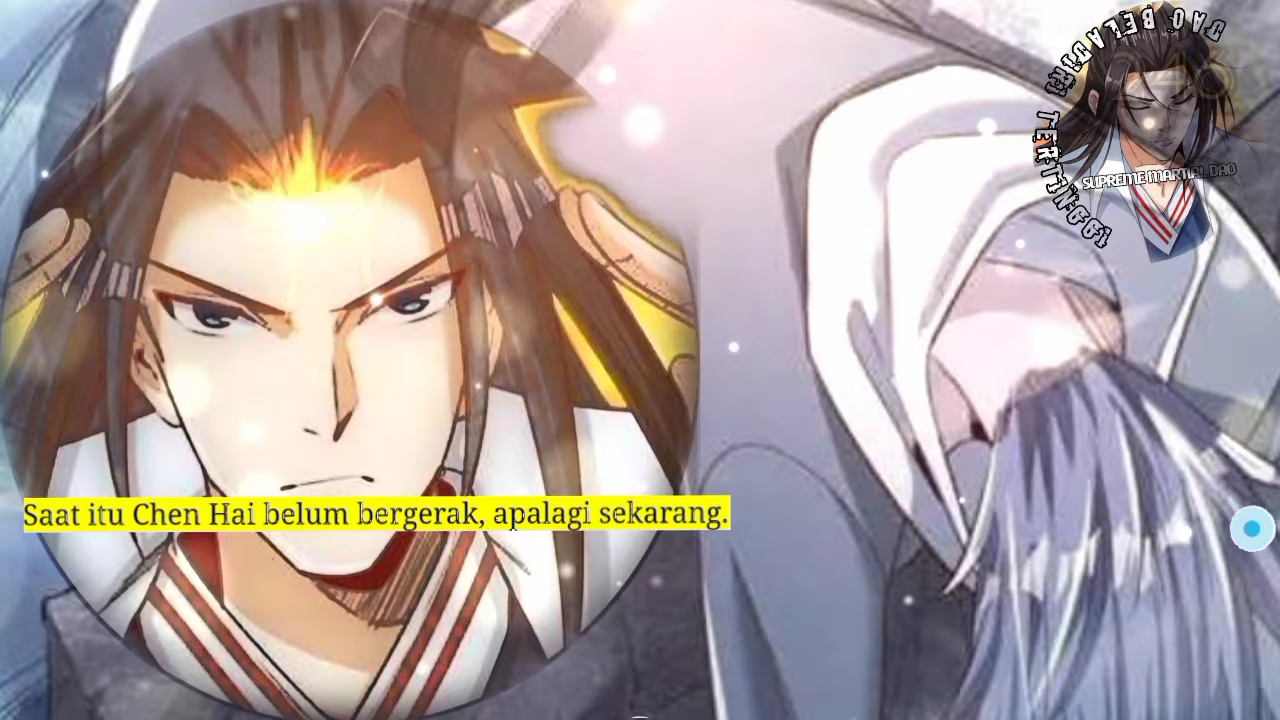 DAO BELADIRI TERTINGGI
SUPREME MARTIAL DAO
Saat itu Chen Hai belum bergerak, apalagi sekarang.